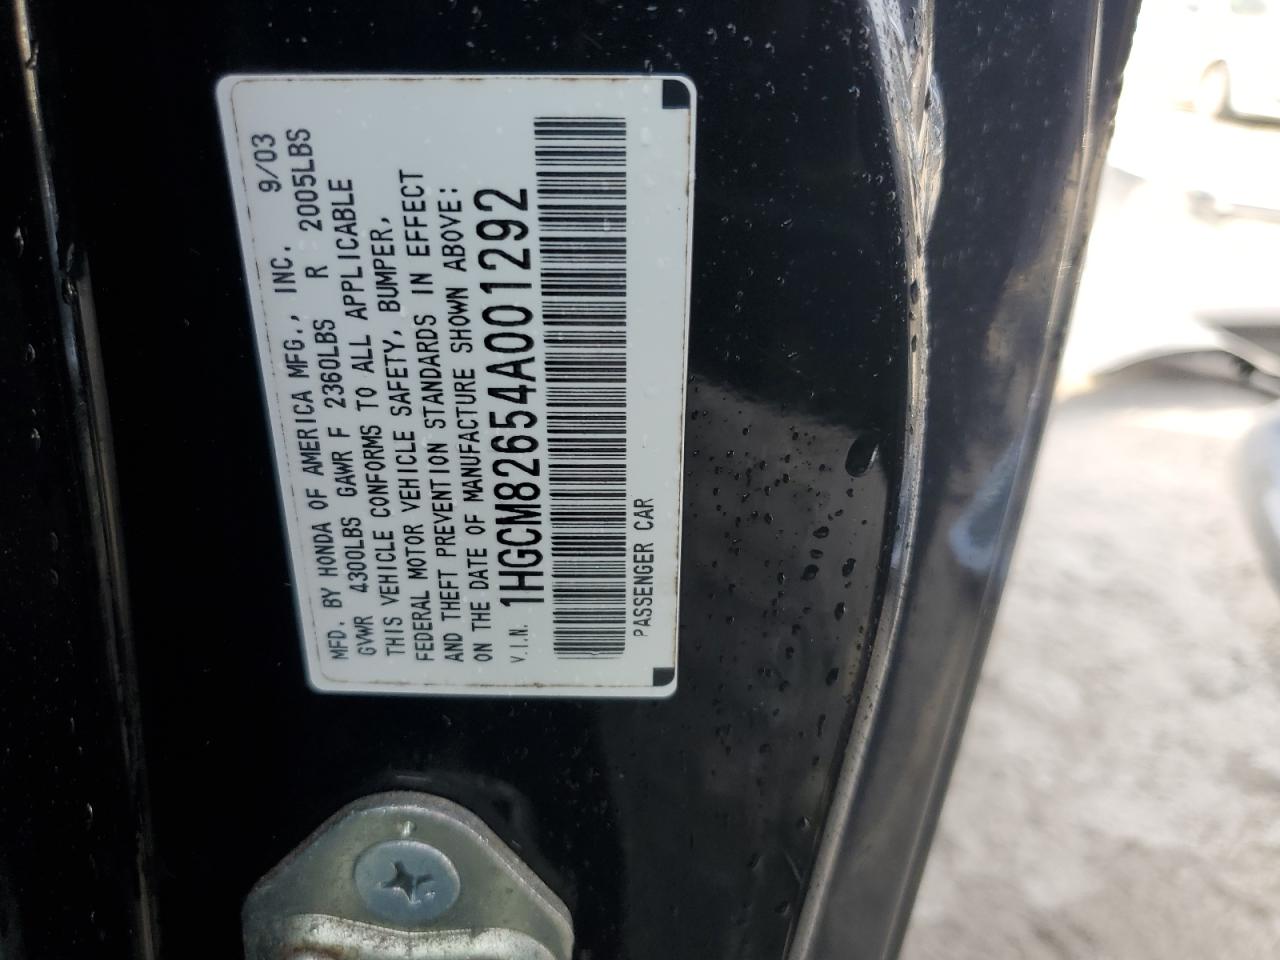 MFD. BY HONDA OF AMERICA MFG., INC. 9/03
GVWR 4300LBS GAWR F 2360LBS R 2005LBS
THIS VEHICLE CONFORMS TO ALL APPLICABLE
FEDERAL MOTOR VEHICLE SAFETY, BUMPER,
AND THEFT PREVENTION STANDARDS IN EFFECT
ON THE DATE OF MANUFACTURE SHOWN ABOVE:
V.I.N. 1HGCM82654A001292
PASSENGER CAR